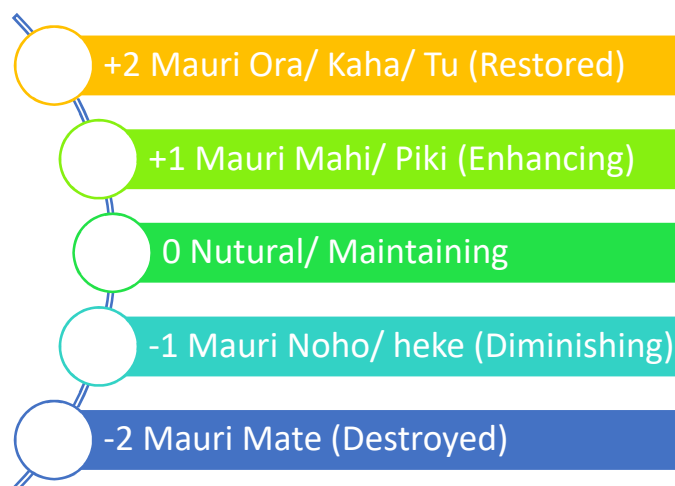 +2 Mauri Ora/ Kaha/ Tu (Restored)
+1 Mauri Mahi/ Piki (Enhancing)
0 Nutural/ Maintaining
-1 Mauri Noho/ heke (Diminishing)
-2 Mauri Mate (Destroyed)